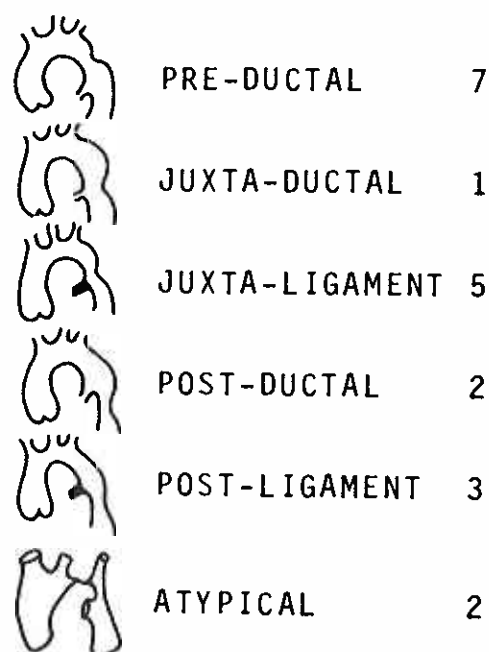 PRE-DUCTAL 7
JUXTA-DUCTAL 1
JUXTA-LIGAMENT 5
POST-DUCTAL 2
POST-LIGAMENT 3
ATYPICAL 2